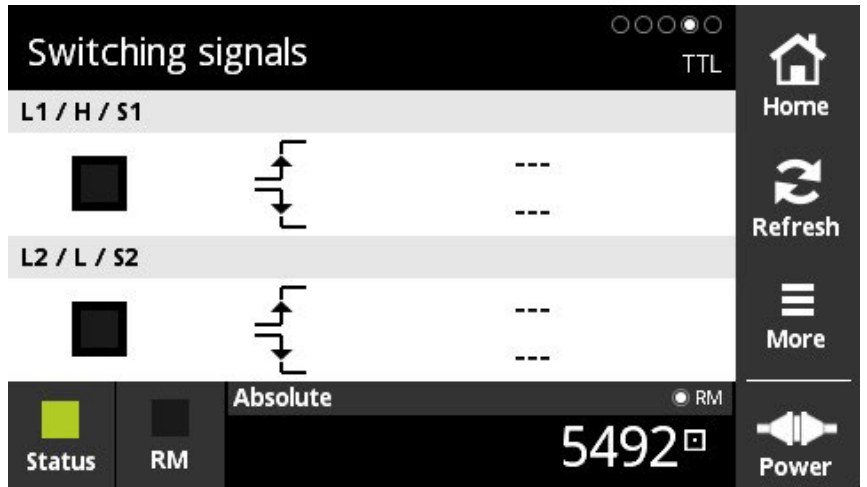 Switching signals
TTL
L1 / H / S1
---
---
L2 / L / S2
---
---
Status
RM
Absolute
RM
5492
Home
Refresh
More
Power